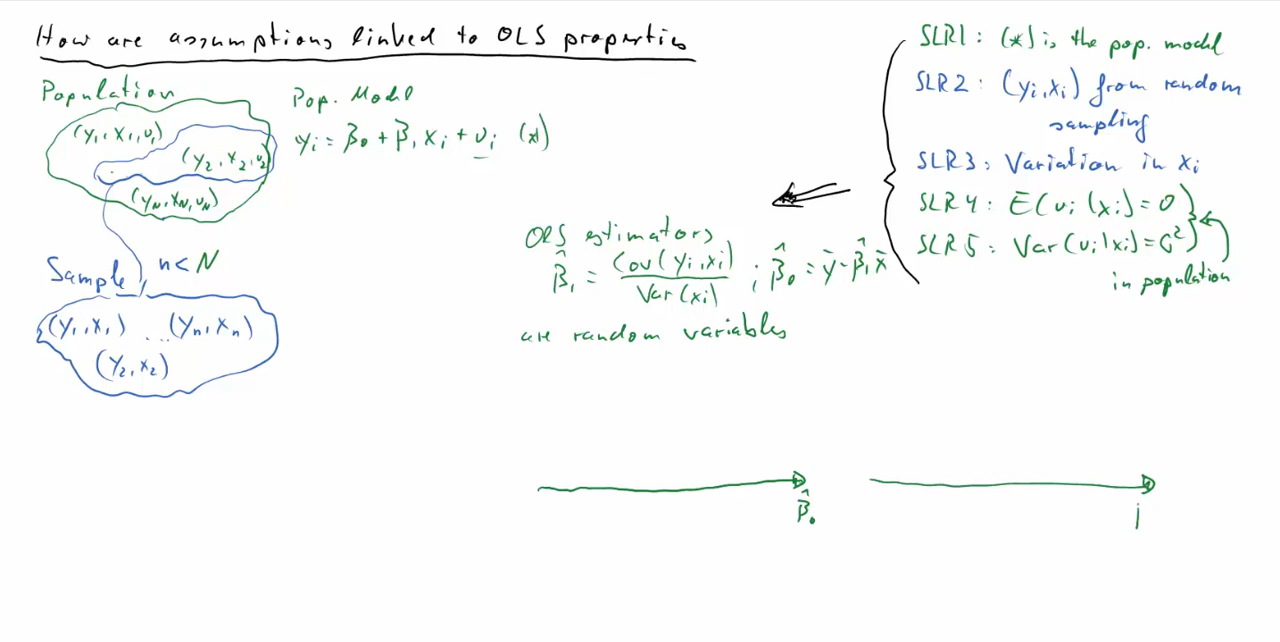 How are assumptions linked to OLS properties
Population
(y₁, x₁, u₁)
(y₂, x₂, u₂)
(y_N, x_N, u_N)
Pop. Model
yᵢ = β₀ + β₁ xᵢ + uᵢ (*)
Sample, n < N
(y₁, x₁) ... (yₙ, xₙ)
(y₂, x₂)
OLS estimators
β̂₁ = Cov(yᵢ, xᵢ) / Var(xᵢ) ; β̂₀ = ȳ - β̂₁ x̄
are random variables
SLR1: (*) is the pop. model
SLR2: (yᵢ, xᵢ) from random
sampling
SLR3: Variation in xᵢ
SLR4: E(uᵢ|xᵢ) = 0
SLR5: Var(uᵢ|xᵢ) = σ²
in population
β̂₀